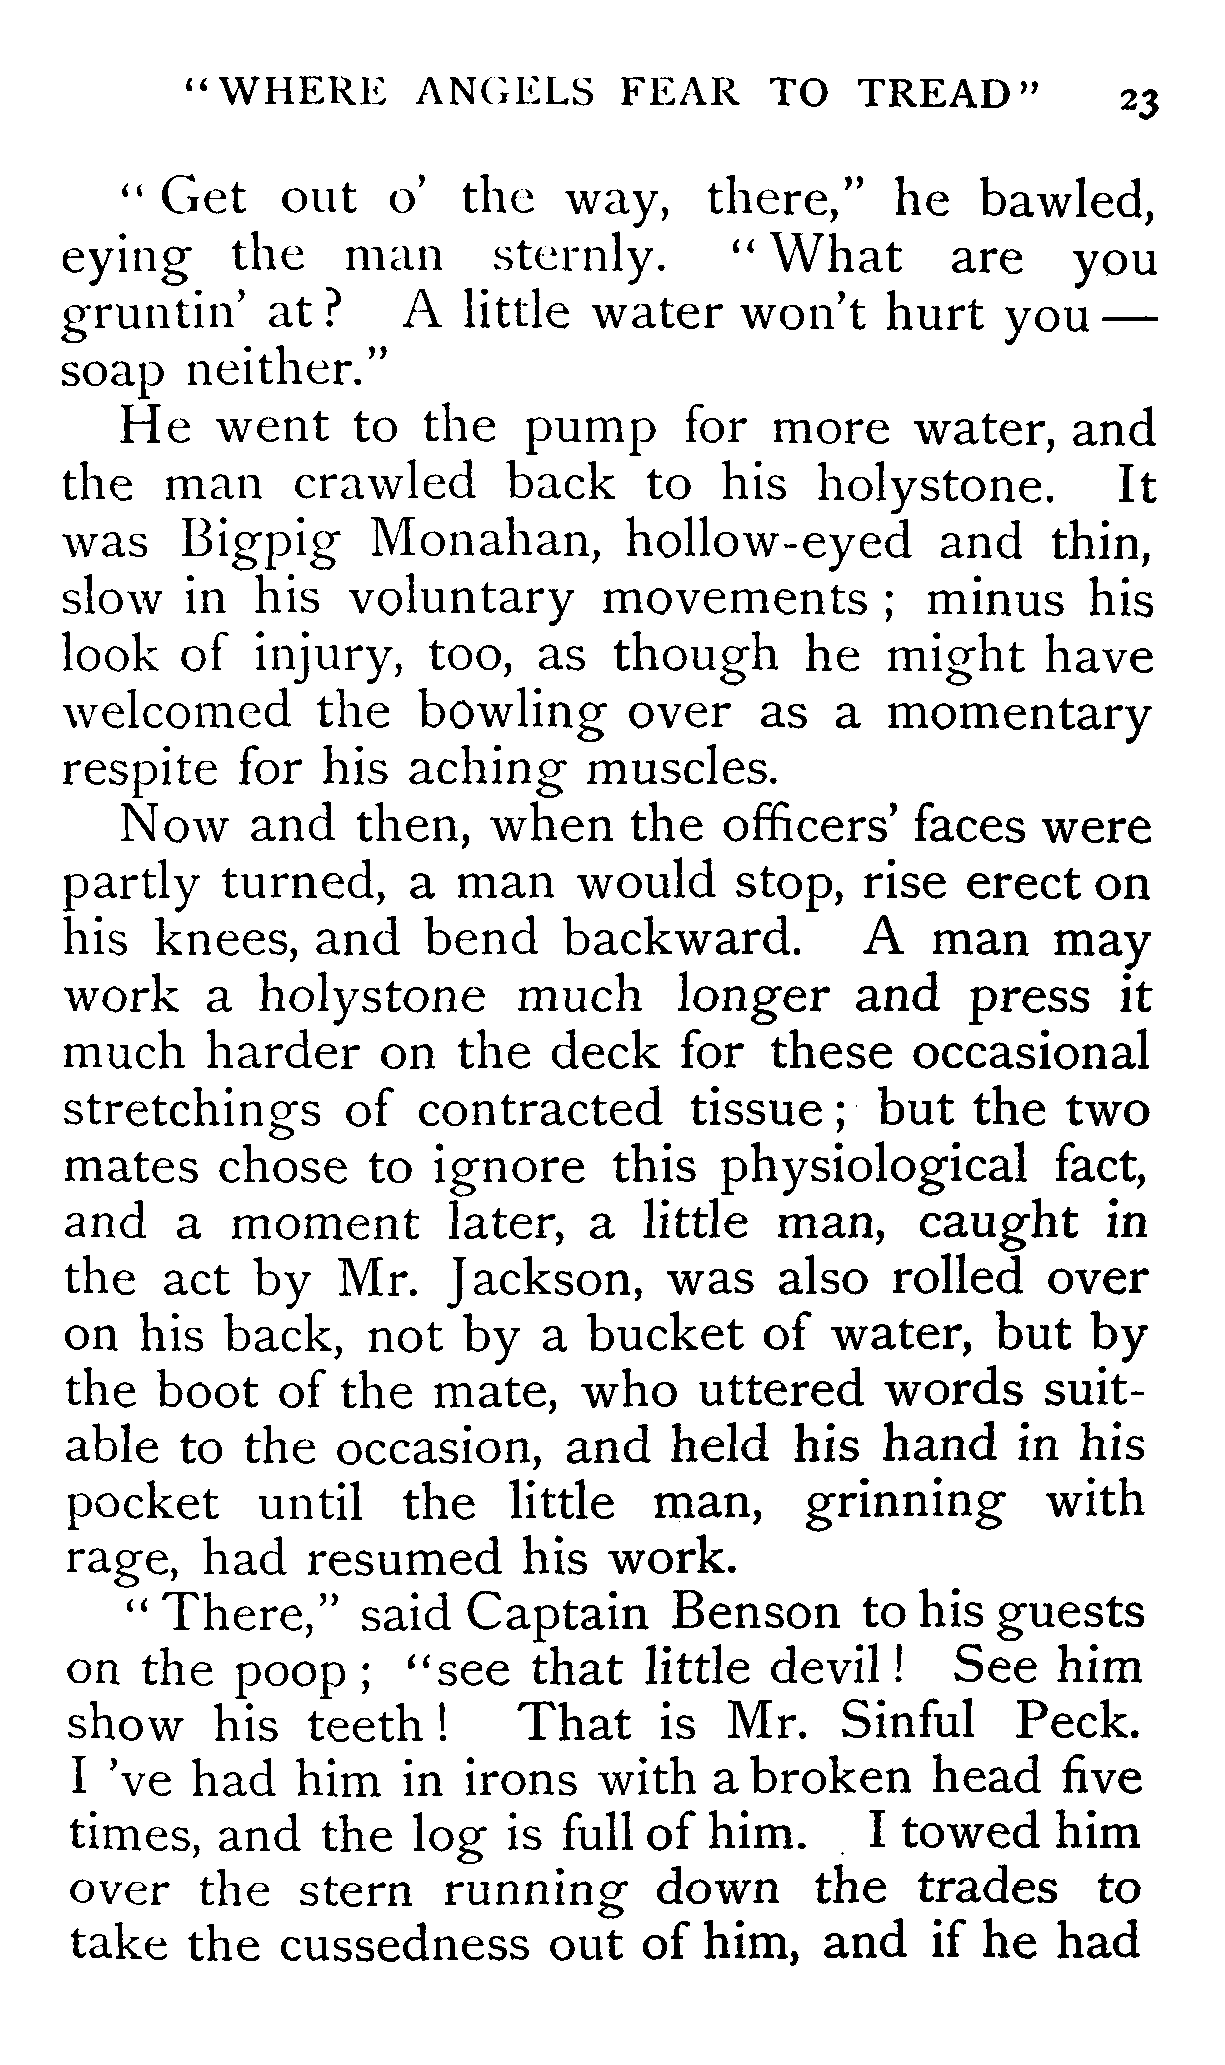 "WHERE ANGELS FEAR TO TREAD" 23
"Get out o' the way, there," he bawled,
eying the man sternly. "What are you
gruntin' at? A little water won't hurt you—
soap neither."
He went to the pump for more water, and
the man crawled back to his holystone. It
was Bigpig Monahan, hollow-eyed and thin,
slow in his voluntary movements; minus his
look of injury, too, as though he might have
welcomed the bowling over as a momentary
respite for his aching muscles.
Now and then, when the officers' faces were
partly turned, a man would stop, rise erect on
his knees, and bend backward. A man may
work a holystone much longer and press it
much harder on the deck for these occasional
stretchings of contracted tissue; but the two
mates chose to ignore this physiological fact,
and a moment later, a little man, caught in
the act by Mr. Jackson, was also rolled over
on his back, not by a bucket of water, but by
the boot of the mate, who uttered words suit-
able to the occasion, and held his hand in his
pocket until the little man, grinning with
rage, had resumed his work.
"There," said Captain Benson to his guests
on the poop; "see that little devil! See him
show his teeth! That is Mr. Sinful Peck.
I 've had him in irons with a broken head five
times, and the log is full of him. I towed him
over the stern running down the trades to
take the cussedness out of him, and if he had